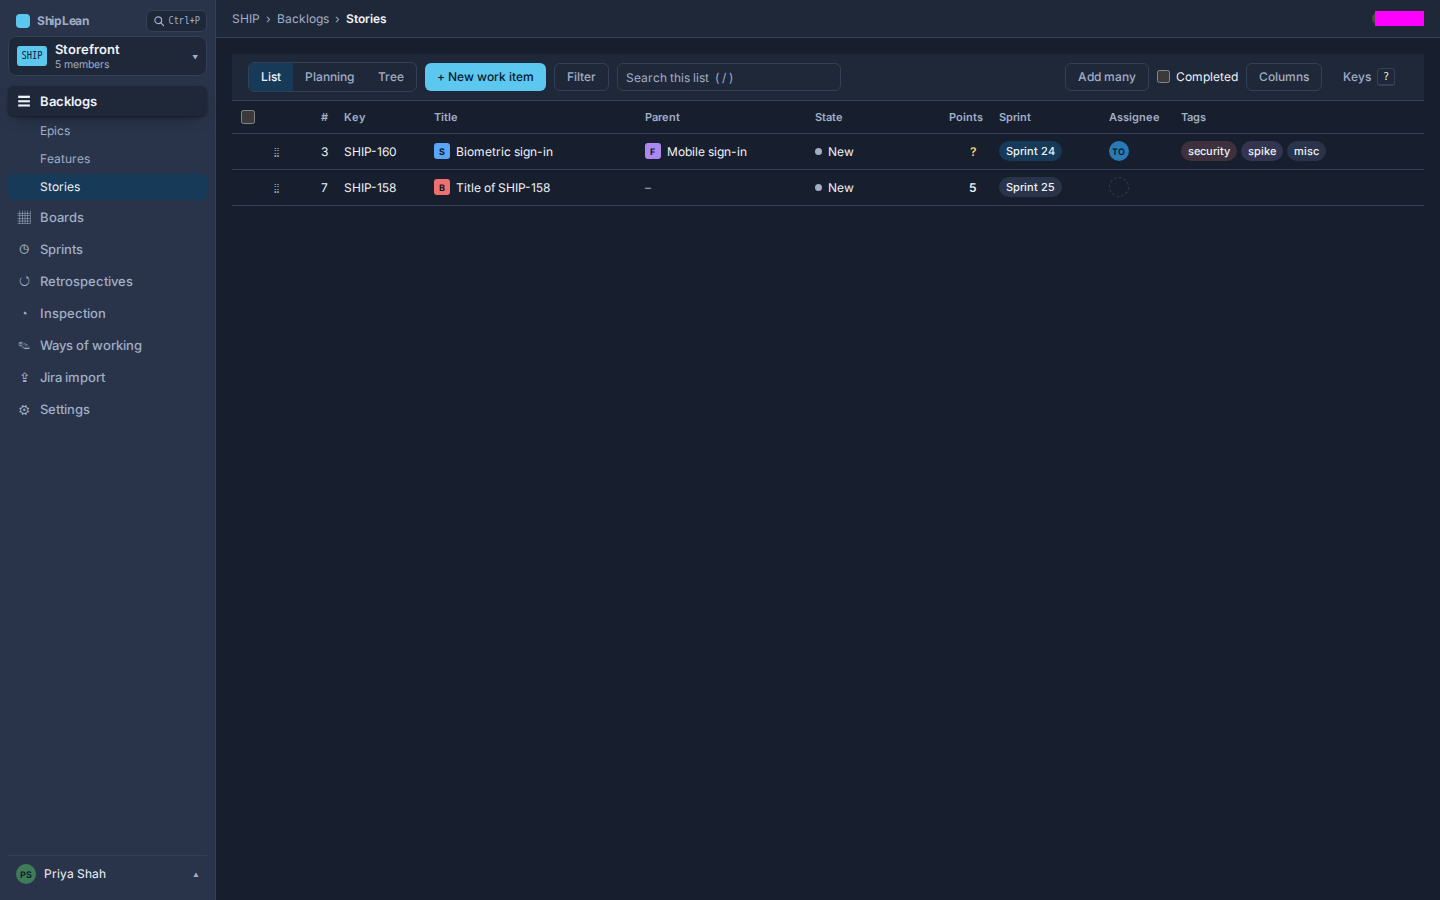 ShipLean Ctrl+P
SHIP Storefront
5 members
Backlogs
Epics
Features
Stories
Boards
Sprints
Retrospectives
Inspection
Ways of working
Jira import
Settings
PS Priya Shah
SHIP › Backlogs › Stories
List Planning Tree + New work item Filter Search this list ( / ) Add many Completed Columns Keys ?
# Key Title Parent State Points Sprint Assignee Tags
3 SHIP-160 S Biometric sign-in F Mobile sign-in New ? Sprint 24 TO security spike misc
7 SHIP-158 B Title of SHIP-158 – New 5 Sprint 25